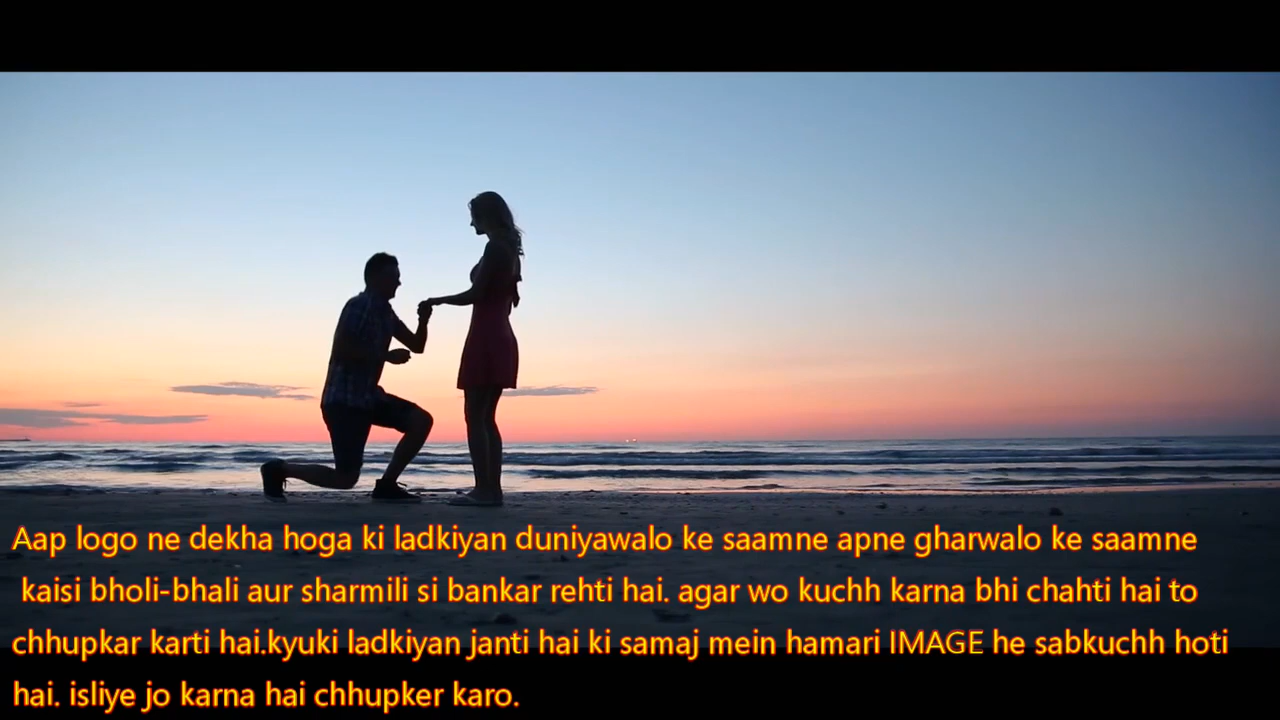 Aap logo ne dekha hoga ki ladkiyan duniyawalo ke saamne apne gharwalo ke saamne
kaisi bholi-bhali aur sharmili si bankar rehti hai. agar wo kuchh karna bhi chahti hai to
chhupkar karti hai.kyuki ladkiyan janti hai ki samaj mein hamari IMAGE he sabkuchh hoti
hai. isliye jo karna hai chhupker karo.